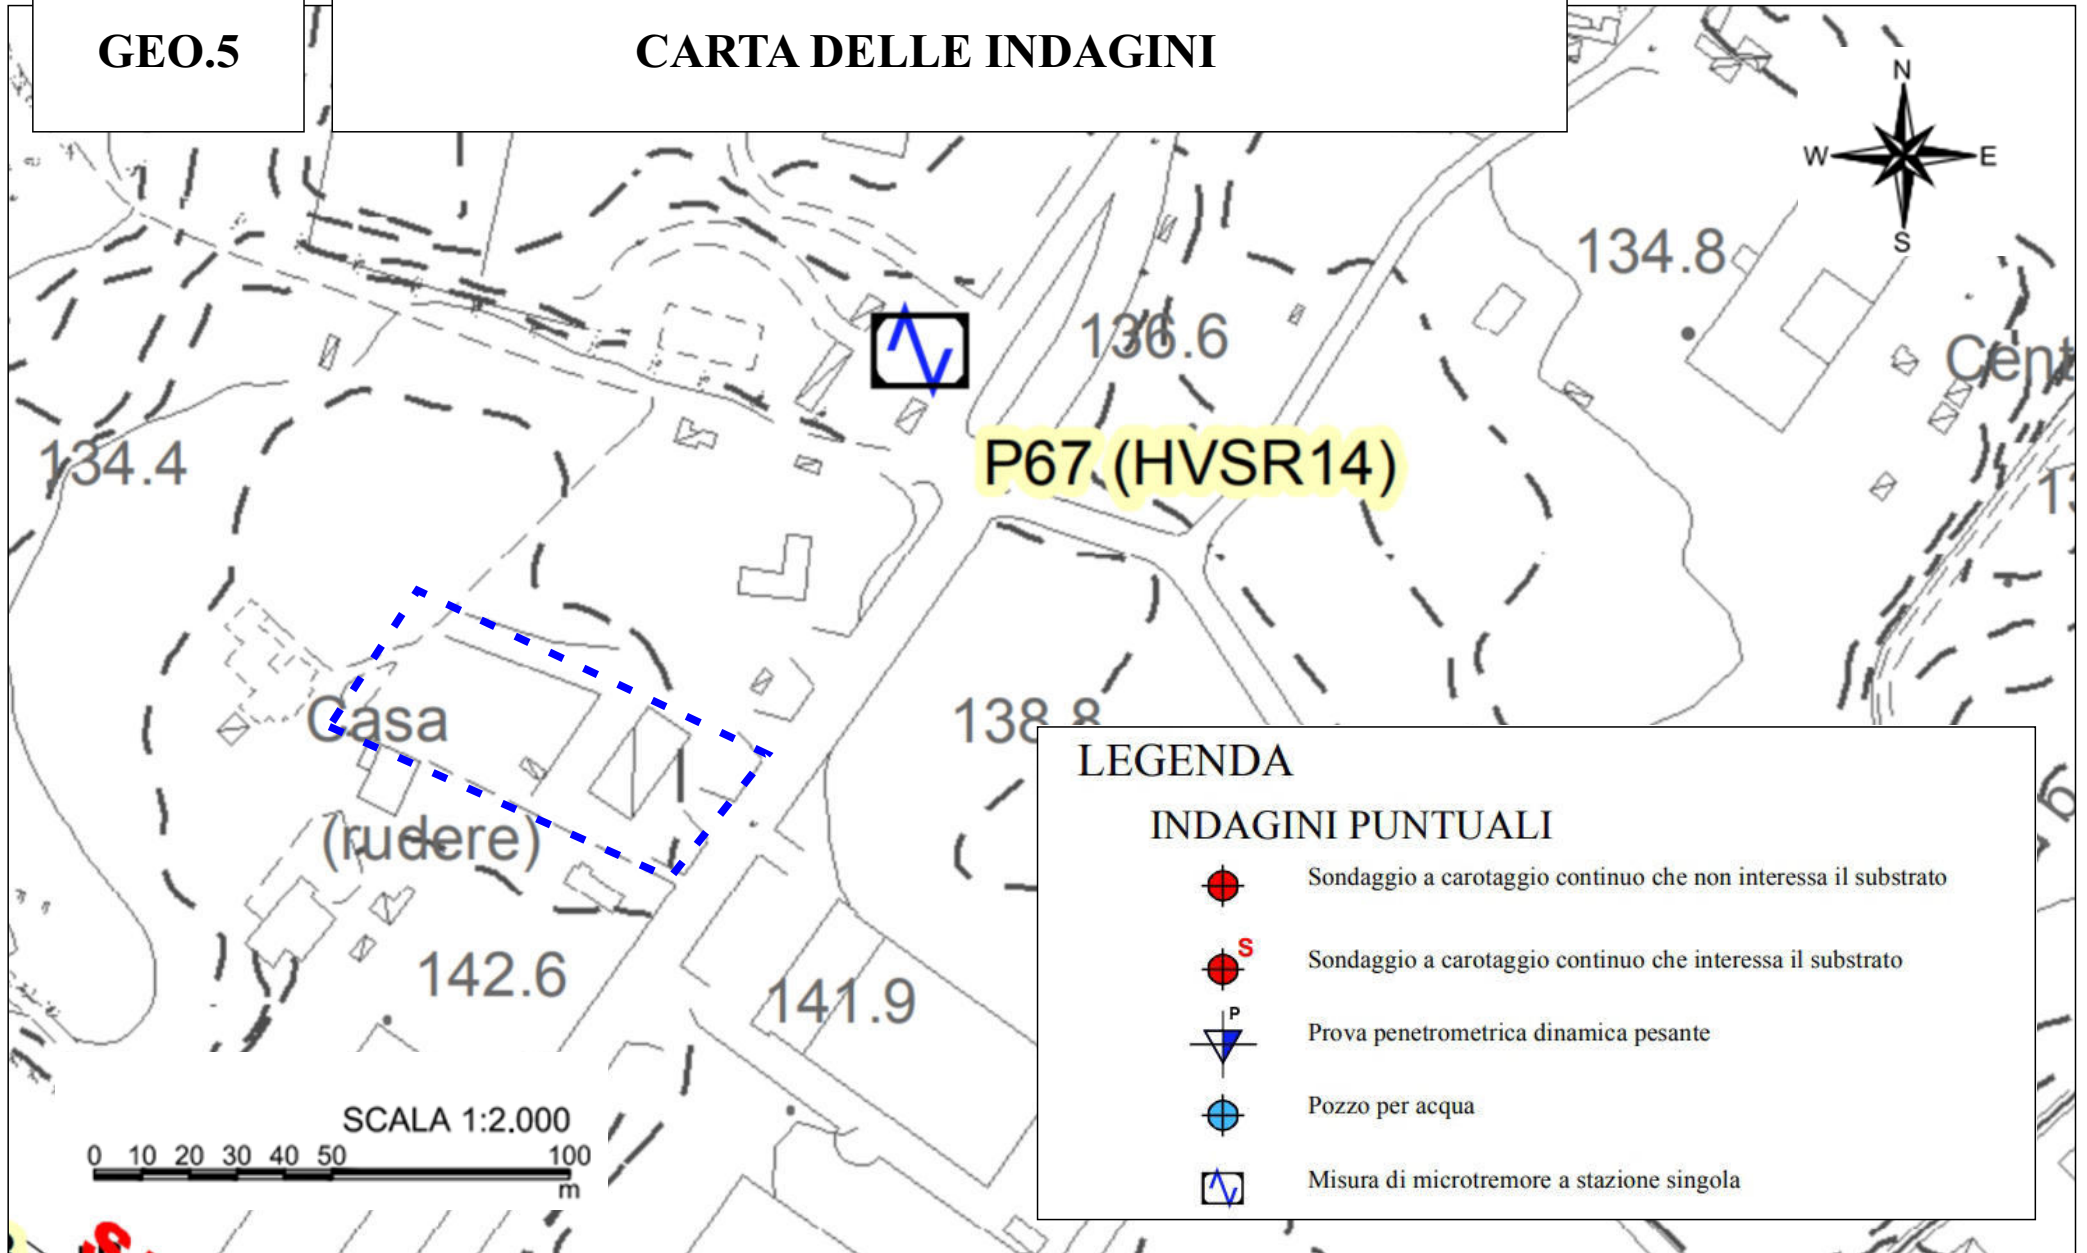 GEO.5
CARTA DELLE INDAGINI
N
W E
S
134.8
136.6
Cent
134.4
P67 (HVSR14)
Casa
138.8
(rudere)
142.6
141.9
LEGENDA
INDAGINI PUNTUALI
Sondaggio a carotaggio continuo che non interessa il substrato
S
Sondaggio a carotaggio continuo che interessa il substrato
P
Prova penetrometrica dinamica pesante
Pozzo per acqua
Misura di microtremore a stazione singola
SCALA 1:2.000
0 10 20 30 40 50 100
m